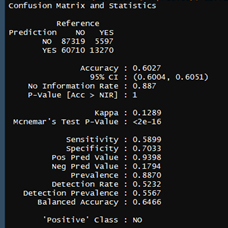 Confusion Matrix and Statistics
Reference
Prediction NO YES
NO 87319 5597
YES 60710 13270
Accuracy : 0.6027
95% CI : (0.6004, 0.6051)
No Information Rate : 0.887
P-Value [Acc > NIR] : 1
Kappa : 0.1289
Mcnemar's Test P-Value : <2e-16
Sensitivity : 0.5899
Specificity : 0.7033
Pos Pred Value : 0.9398
Neg Pred Value : 0.1794
Prevalence : 0.8870
Detection Rate : 0.5232
Detection Prevalence : 0.5567
Balanced Accuracy : 0.6466
'Positive' Class : NO